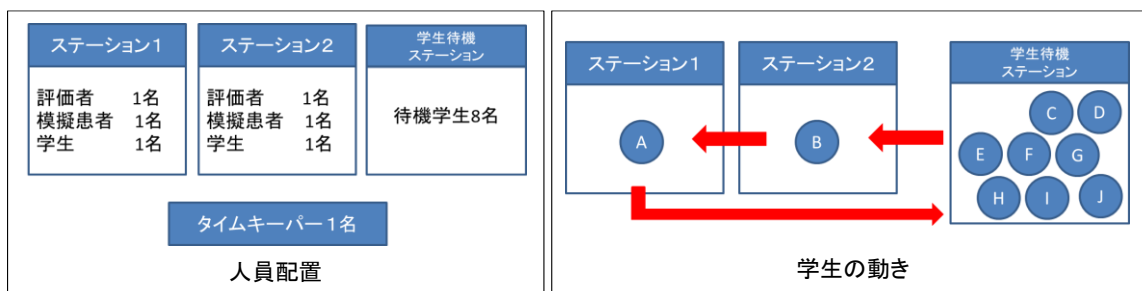 ステーション1
評価者 1名
模擬患者 1名
学生 1名
ステーション2
評価者 1名
模擬患者 1名
学生 1名
学生待機
ステーション
待機学生8名
タイムキーパー1名
人員配置
ステーション1
A
ステーション2
B
学生待機
ステーション
C D
E F G
H I J
学生の動き